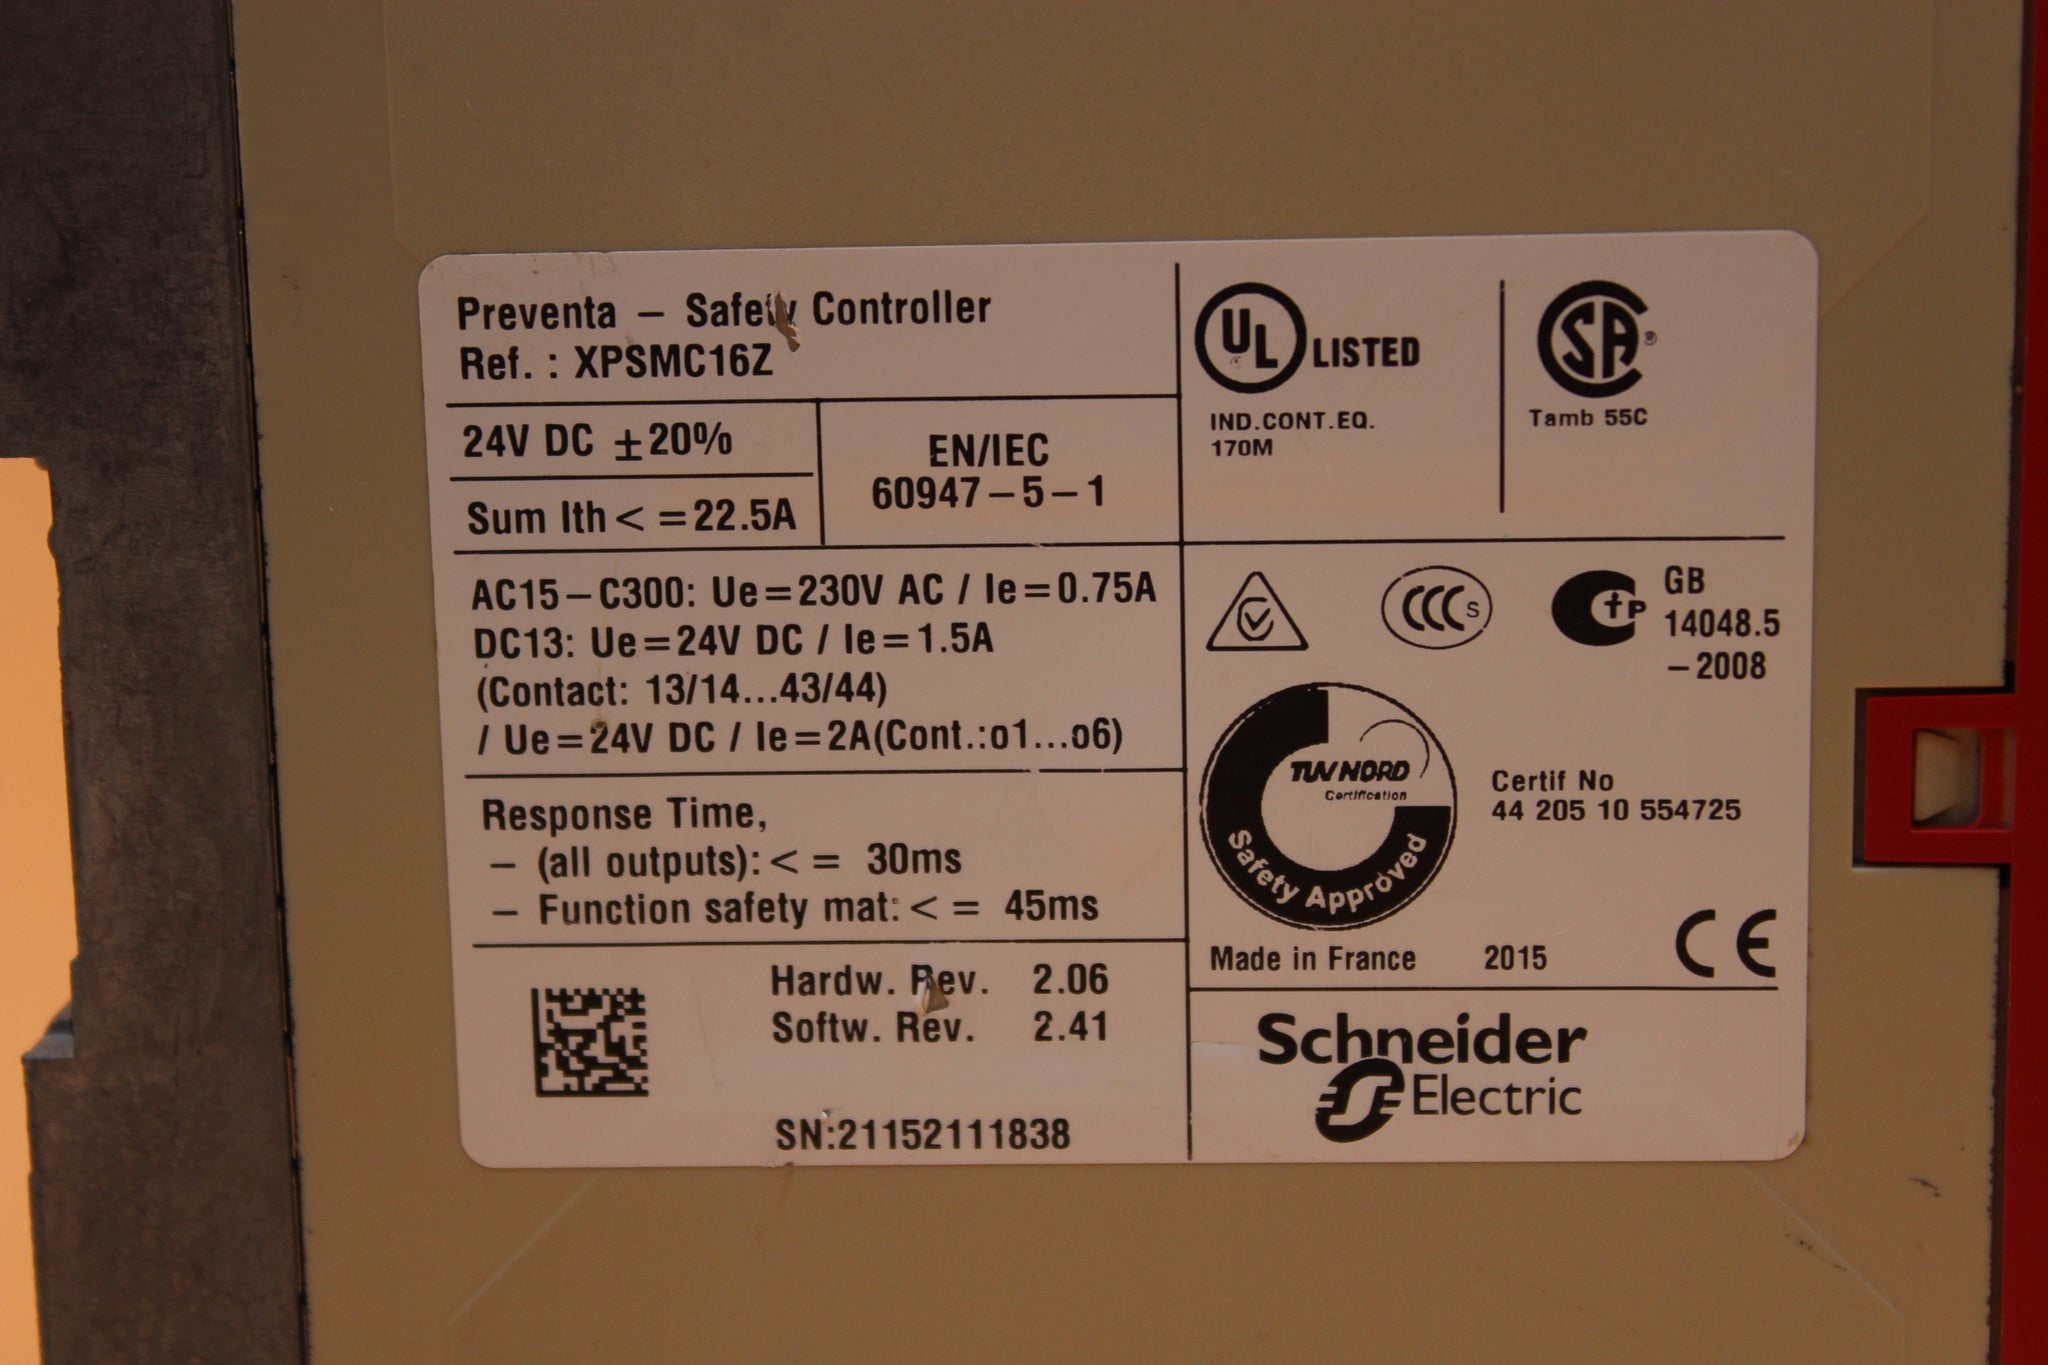 Preventa – Safety Controller
Ref. : XPSMC16Z
24V DC ±20%
Sum Ith < =22.5A
EN/IEC
60947–5–1
AC15–C300: Ue=230V AC / Ie=0.75A
DC13: Ue=24V DC / Ie=1.5A
(Contact: 13/14...43/44)
/ Ue=24V DC / Ie=2A(Cont.:o1...o6)
Response Time,
– (all outputs): < = 30ms
– Function safety mat: < = 45ms
Hardw. Rev. 2.06
Softw. Rev. 2.41
SN:21152111838
UL LISTED
IND.CONT.EQ.
170M
SA®
Tamb 55C
CCC S
GB
14048.5
–2008
TÜV NORD
Certification
Safety Approved
Certif No
44 205 10 554725
Made in France 2015
CE
Schneider
Electric